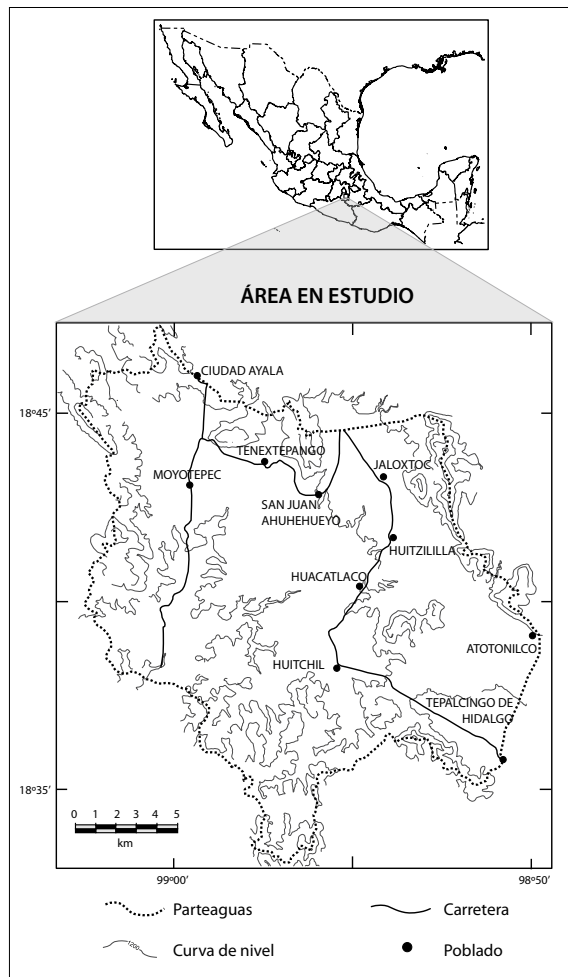 ÁREA EN ESTUDIO
CIUDAD AYALA
18º45'
TENEXTEPANGO
JALOXTOC
MOYOTEPEC
SAN JUAN
AHUHEHUEYO
HUITZILILLA
HUACATLACO
ATOTONILCO
HUITCHIL
TEPALCINGO DE
HIDALGO
18º35'
0 1 2 3 4 5
km
99º00'
98º50'
Parteaguas
Carretera
1200
Curva de nivel
Poblado